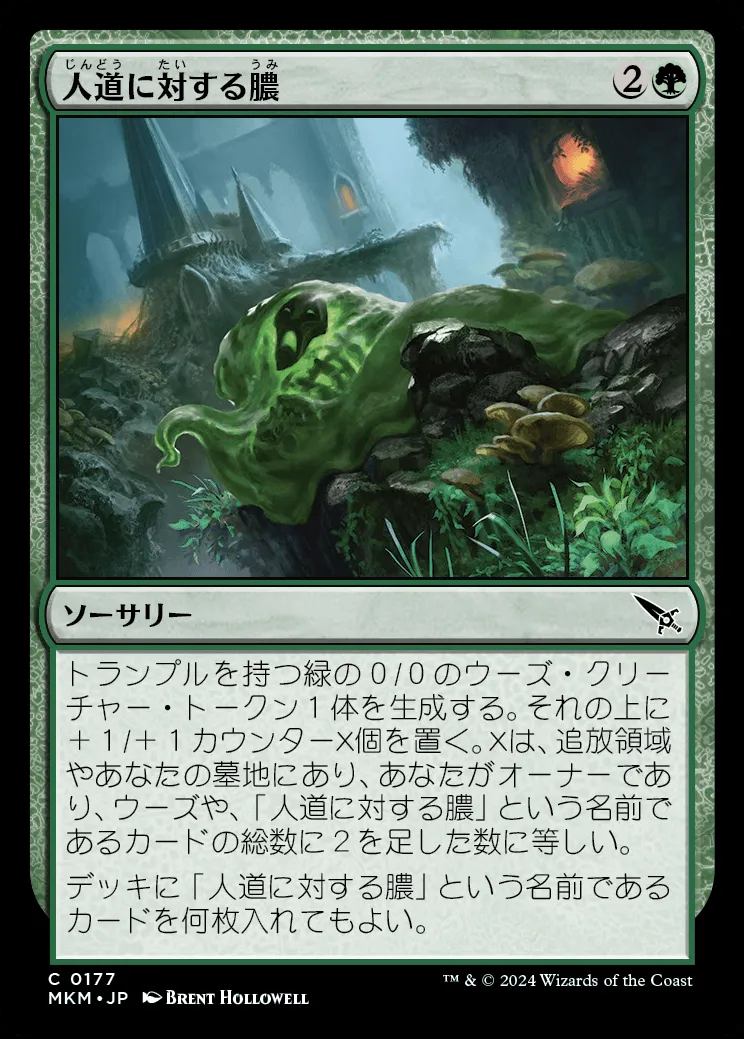 じんどう たい うみ
人道に対する膿
2
ソーサリー
トランプルを持つ緑の0/0のウーズ・クリー
チャー・トークン1体を生成する。それの上に
+1/+1カウンターX個を置く。Xは、追放領域
やあなたの墓地にあり、あなたがオーナーであ
り、ウーズや、「人道に対する膿」という名前で
あるカードの総数に2を足した数に等しい。
デッキに「人道に対する膿」という名前である
カードを何枚入れてもよい。
C 0177
™ & © 2024 Wizards of the Coast
MKM • JP Brent Hollowell